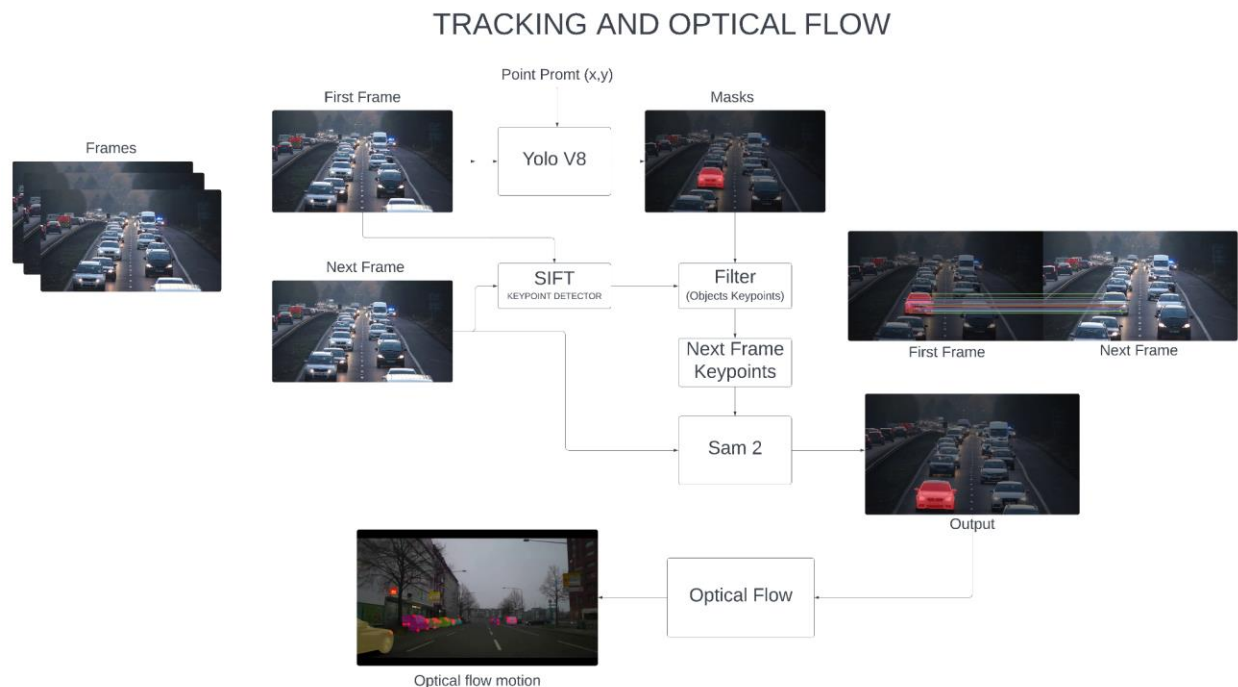 TRACKING AND OPTICAL FLOW
Point Promt (x,y)
First Frame
Masks
Frames
Yolo V8
Next Frame
SIFT
KEYPOINT DETECTOR
Filter
(Objects Keypoints)
Next Frame
Keypoints
First Frame
Next Frame
Sam 2
Output
Optical Flow
Optical flow motion